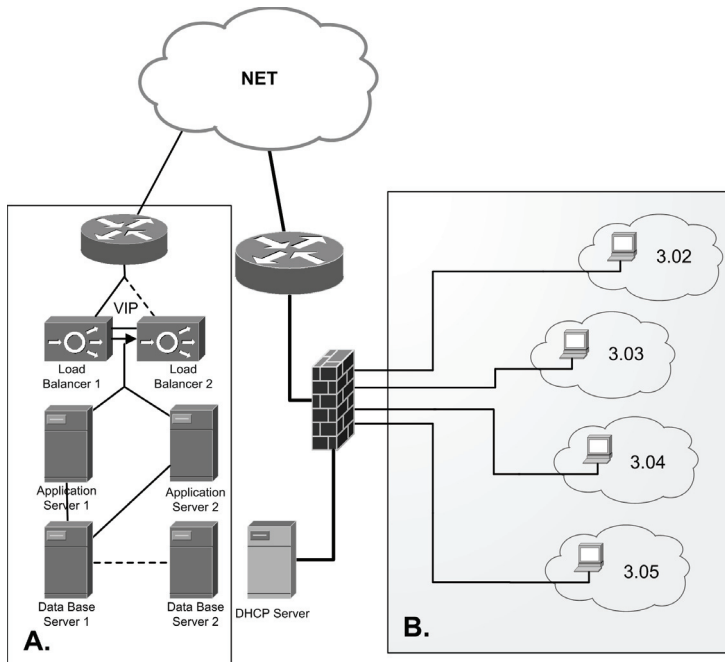 NET
VIP
Load
Balancer 1
Load
Balancer 2
Application
Server 1
Application
Server 2
Data Base
Server 1
Data Base
Server 2
A.
DHCP Server
3.02
3.03
3.04
3.05
B.